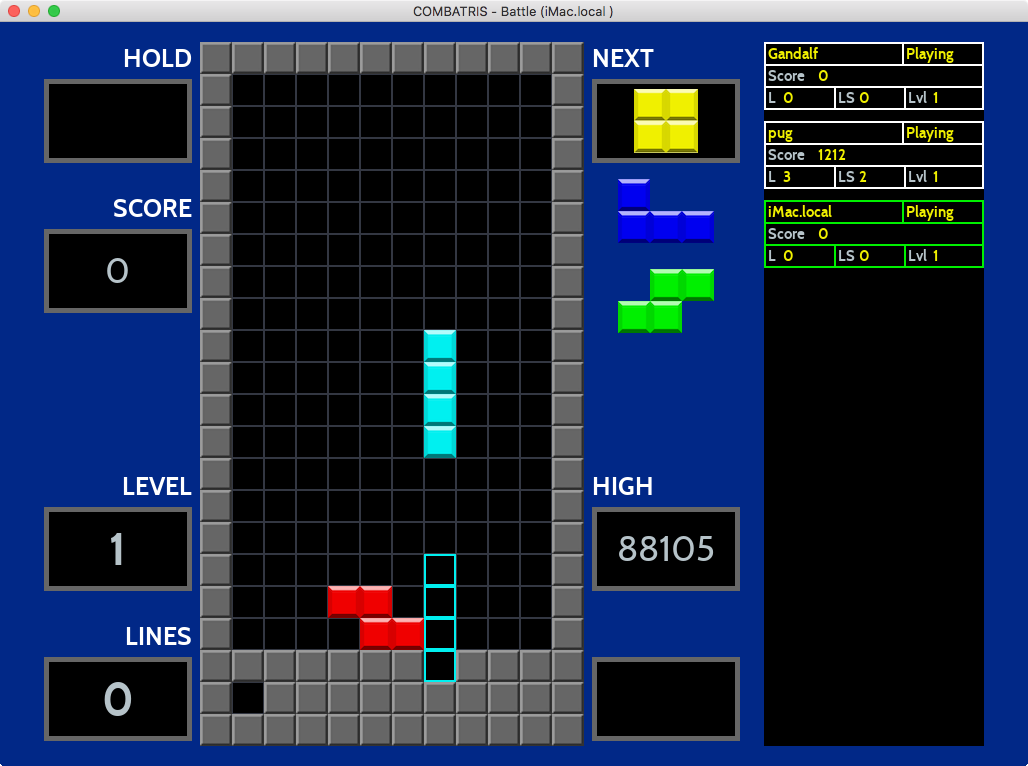 COMBATRIS - Battle (iMac.local )
HOLD
SCORE
0
LEVEL
1
LINES
0
NEXT
HIGH
88105
Gandalf Playing
Score 0
L 0 LS 0 Lvl 1
pug Playing
Score 1212
L 3 LS 2 Lvl 1
iMac.local Playing
Score 0
L 0 LS 0 Lvl 1